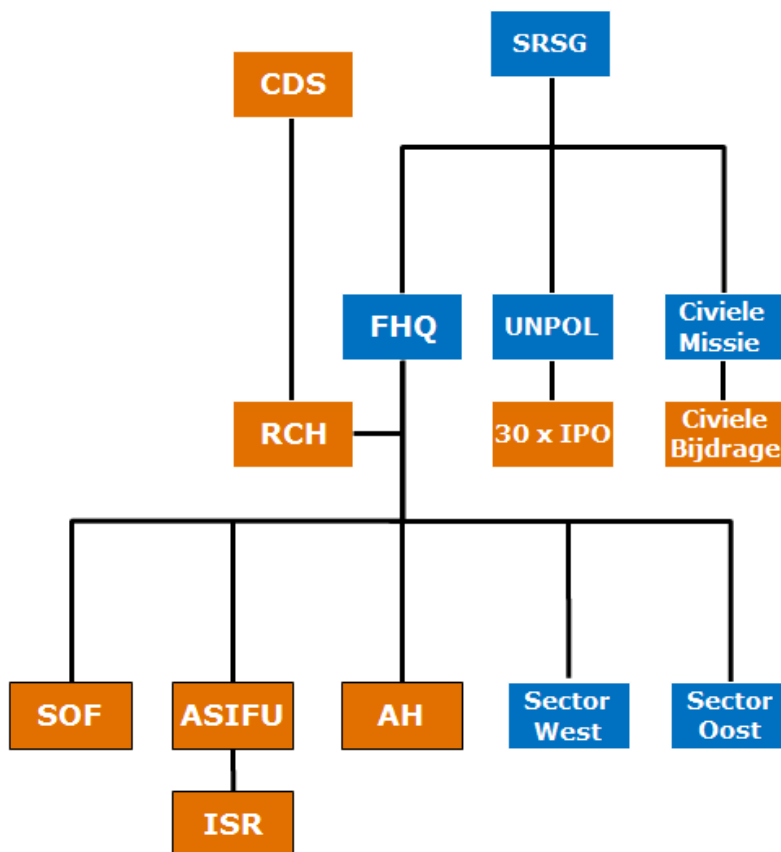 SRSG
CDS
FHQ
UNPOL
Civiele
Missie
RCH
30 x IPO
Civiele
Bijdrage
SOF
ASIFU
AH
Sector
West
Sector
Oost
ISR